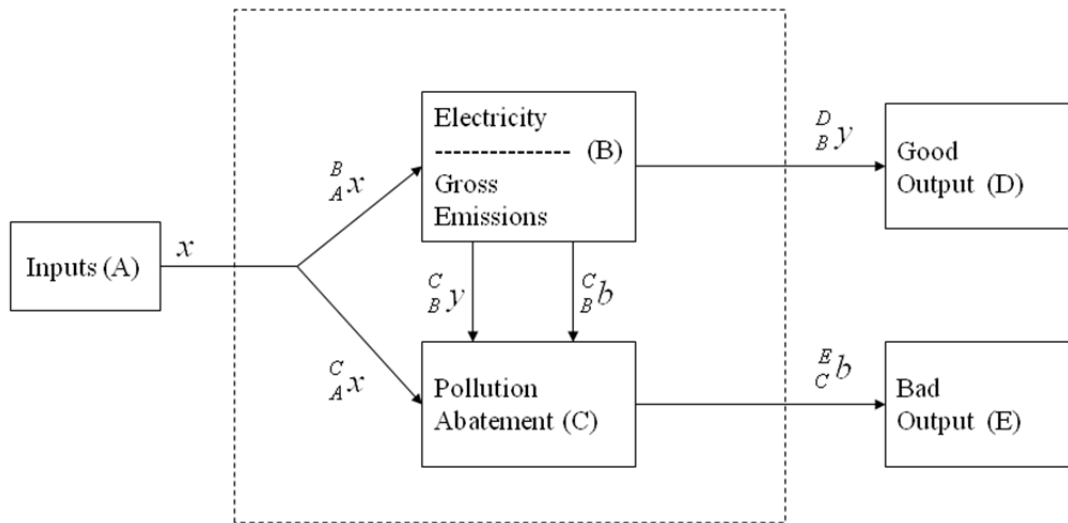 Inputs (A)
x
B
A x
C
A x
Electricity
--------------- (B)
Gross
Emissions
C
B y
C
B b
Pollution
Abatement (C)
D
B y
Good
Output (D)
E
C b
Bad
Output (E)